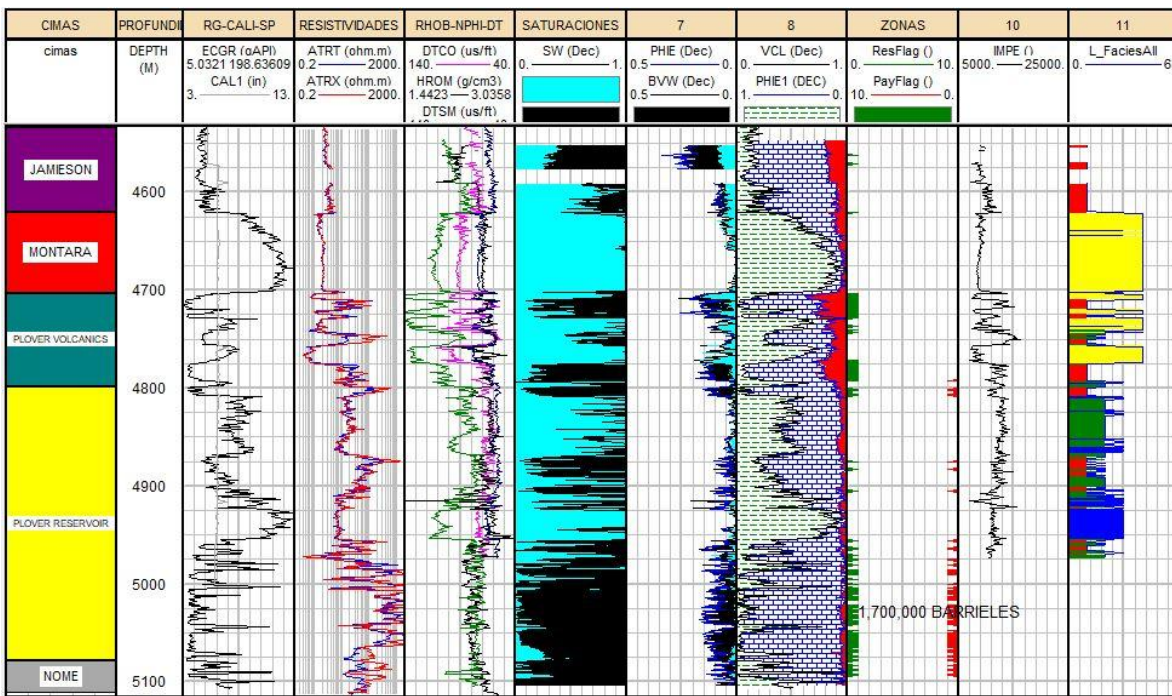 CIMAS PROFUNDI RG-CALI-SP RESISTIVIDADES RHOB-NPHI-DT SATURACIONES 7 8 ZONAS 10 11
cimas DEPTH ECGR (gAPI) ATRT (ohm.m) DTCO (us/ft) SW (Dec) PHIE (Dec) VCL (Dec) ResFlag () IMPE () L_FaciesAll
(M) 5.0321 198.63609 0.2 2000. 140. 40. 0. 1. 0.5 0. 0. 1. 0. 10. 5000. 25000. 0. 6
CAL1 (in) ATRX (ohm.m) HROM (g/cm3) BVW (Dec) PHIE1 (DEC) PayFlag ()
3. 13. 0.2 2000. 1.4423 3.0358 0.5 0. 1. 0. 10. 0.
DTSM (us/ft)
JAMIESON
4600
MONTARA
4700
PLOVER VOLCANICS
4800
4900
PLOVER RESERVOIR
5000
1,700,000 BARRIELES
NOME
5100